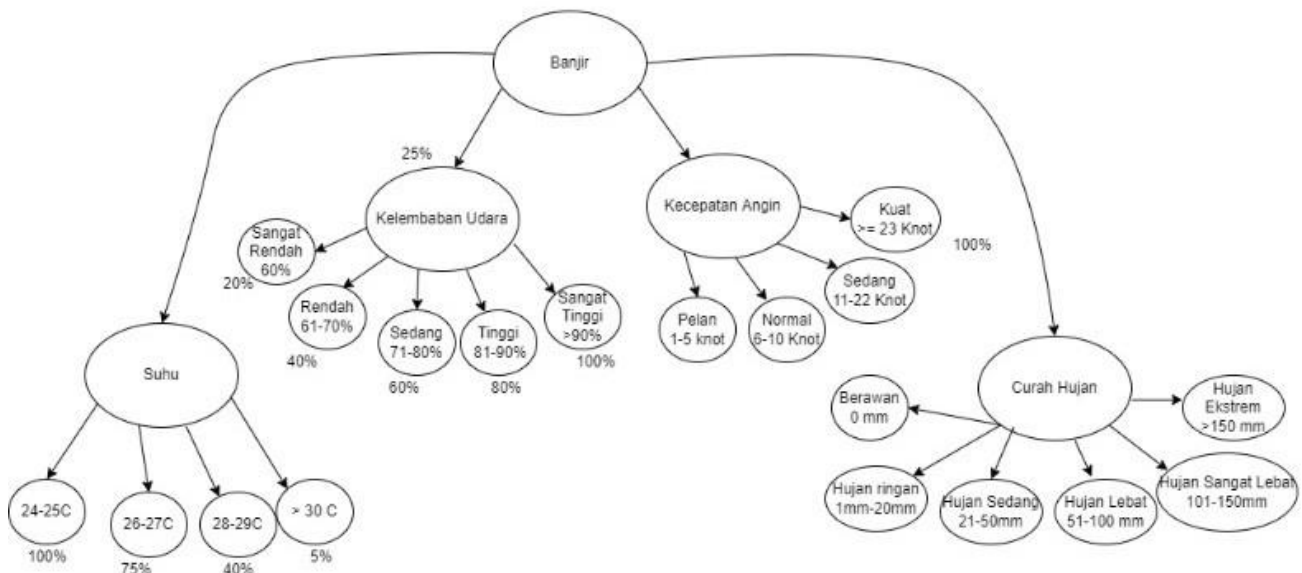 Banjir
25%
Kelembaban Udara
Sangat
Rendah
60%
20%
Rendah
61-70%
40%
Sedang
71-80%
60%
Tinggi
81-90%
80%
Sangat
Tinggi
>90%
100%
Kecepatan Angin
Kuat
>= 23 Knot
100%
Sedang
11-22 Knot
Pelan
1-5 knot
Normal
6-10 Knot
Suhu
24-25C
100%
26-27C
75%
28-29C
40%
> 30 C
5%
Curah Hujan
Berawan
0 mm
Hujan
Ekstrem
>150 mm
Hujan ringan
1mm-20mm
Hujan Sedang
21-50mm
Hujan Lebat
51-100 mm
Hujan Sangat Lebat
101-150mm